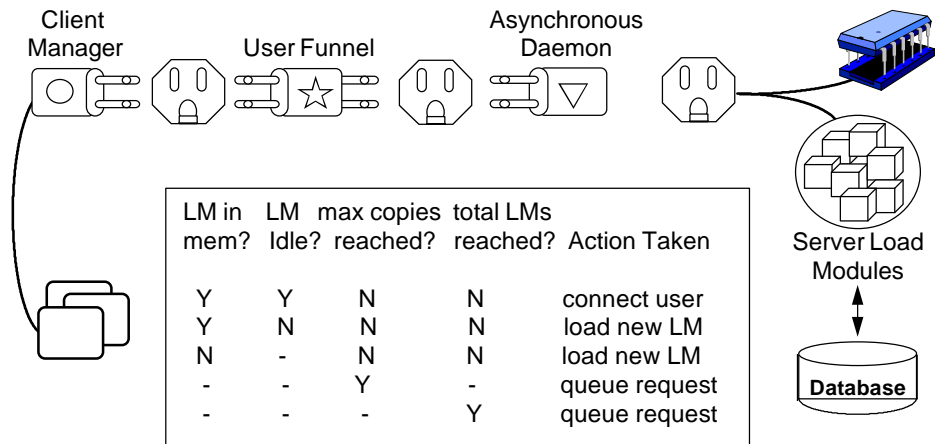 Client
Manager
User Funnel
Asynchronous
Daemon
LM in LM max copies total LMs
mem? Idle? reached? reached? Action Taken
Y Y N N connect user
Y N N N load new LM
N - N N load new LM
- - Y - queue request
- - - Y queue request
Server Load
Modules
Database